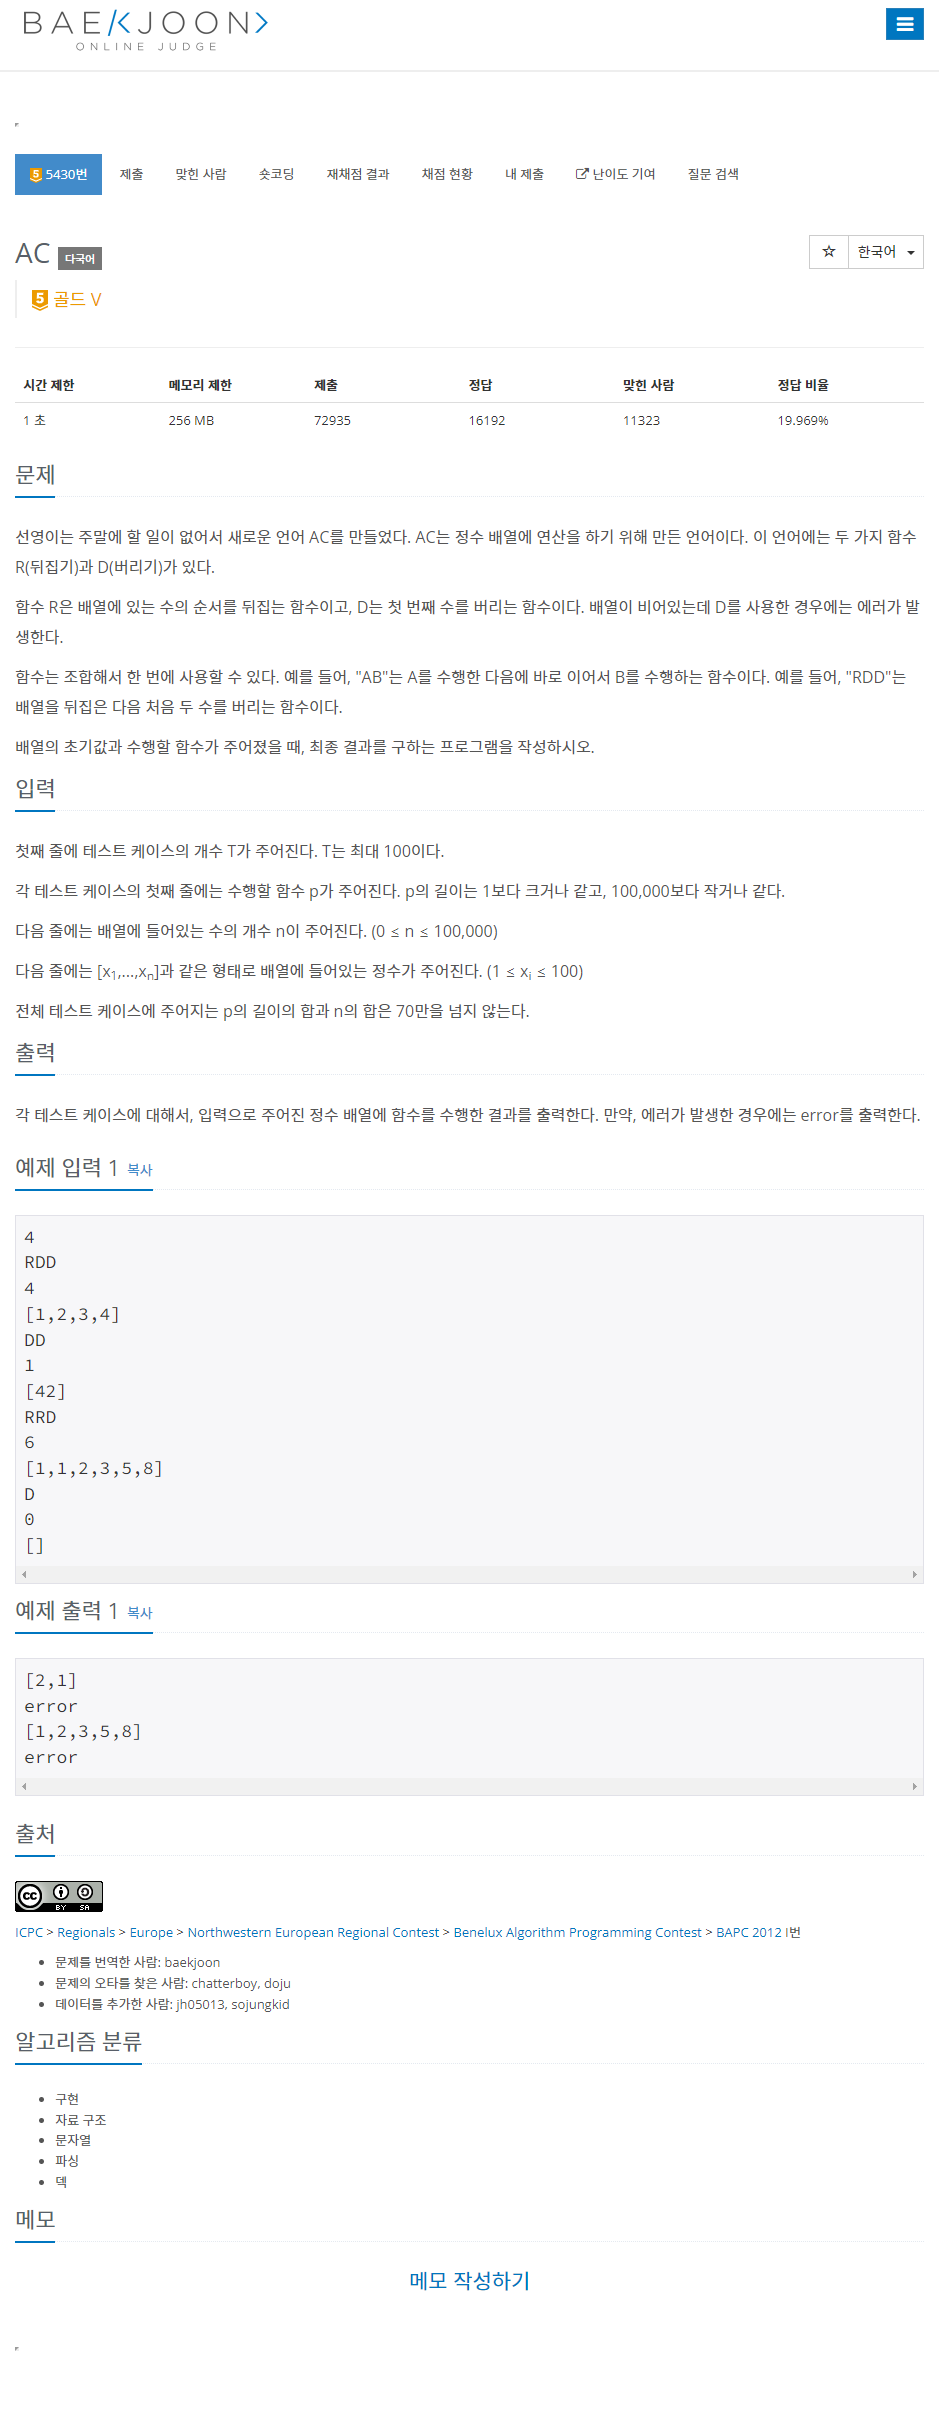 BAEKJOON>
ONLINE JUDGE
5430번 제출 맞힌 사람 숏코딩 재채점 결과 채점 현황 내 제출 난이도 기여 질문 검색
AC 다국어
한국어
5 골드 V
시간 제한 메모리 제한 제출 정답 맞힌 사람 정답 비율
1 초 256 MB 72935 16192 11323 19.969%
문제
선영이는 주말에 할 일이 없어서 새로운 언어 AC를 만들었다. AC는 정수 배열에 연산을 하기 위해 만든 언어이다. 이 언어에는 두 가지 함수
R(뒤집기)과 D(버리기)가 있다.
함수 R은 배열에 있는 수의 순서를 뒤집는 함수이고, D는 첫 번째 수를 버리는 함수이다. 배열이 비어있는데 D를 사용한 경우에는 에러가 발
생한다.
함수는 조합해서 한 번에 사용할 수 있다. 예를 들어, "AB"는 A를 수행한 다음에 바로 이어서 B를 수행하는 함수이다. 예를 들어, "RDD"는
배열을 뒤집은 다음 처음 두 수를 버리는 함수이다.
배열의 초기값과 수행할 함수가 주어졌을 때, 최종 결과를 구하는 프로그램을 작성하시오.
입력
첫째 줄에 테스트 케이스의 개수 T가 주어진다. T는 최대 100이다.
각 테스트 케이스의 첫째 줄에는 수행할 함수 p가 주어진다. p의 길이는 1보다 크거나 같고, 100,000보다 작거나 같다.
다음 줄에는 배열에 들어있는 수의 개수 n이 주어진다. (0 ≤ n ≤ 100,000)
다음 줄에는 [x1,...,xn]과 같은 형태로 배열에 들어있는 정수가 주어진다. (1 ≤ xi ≤ 100)
전체 테스트 케이스에 주어지는 p의 길이의 합과 n의 합은 70만을 넘지 않는다.
출력
각 테스트 케이스에 대해서, 입력으로 주어진 정수 배열에 함수를 수행한 결과를 출력한다. 만약, 에러가 발생한 경우에는 error를 출력한다.
예제 입력 1 복사
4
RDD
4
[1,2,3,4]
DD
1
[42]
RRD
6
[1,1,2,3,5,8]
D
0
[]
예제 출력 1 복사
[2,1]
error
[1,2,3,5,8]
error
출처
cc BY SA
ICPC > Regionals > Europe > Northwestern European Regional Contest > Benelux Algorithm Programming Contest > BAPC 2012 I번
• 문제를 번역한 사람: baekjoon
• 문제의 오타를 찾은 사람: chatterboy, doju
• 데이터를 추가한 사람: jh05013, sojungkid
알고리즘 분류
• 구현
• 자료 구조
• 문자열
• 파싱
• 덱
메모
메모 작성하기